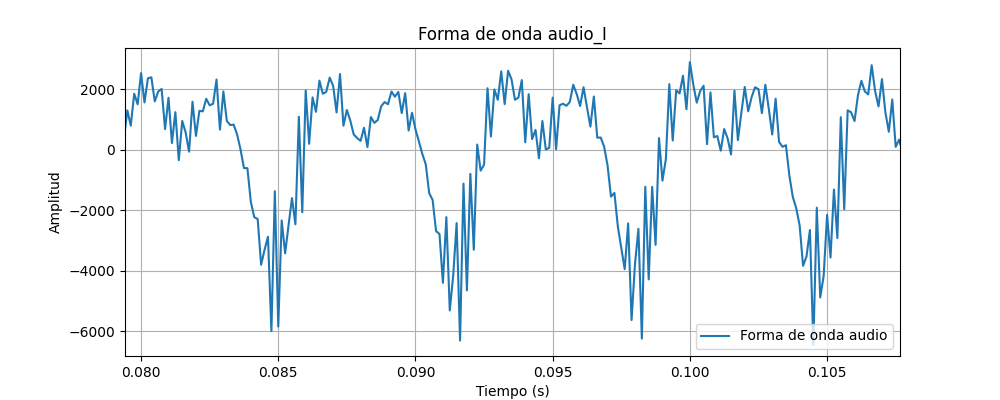 Forma de onda audio_I
Amplitud
2000
0
−2000
−4000
−6000
Forma de onda audio
0.080 0.085 0.090 0.095 0.100 0.105
Tiempo (s)